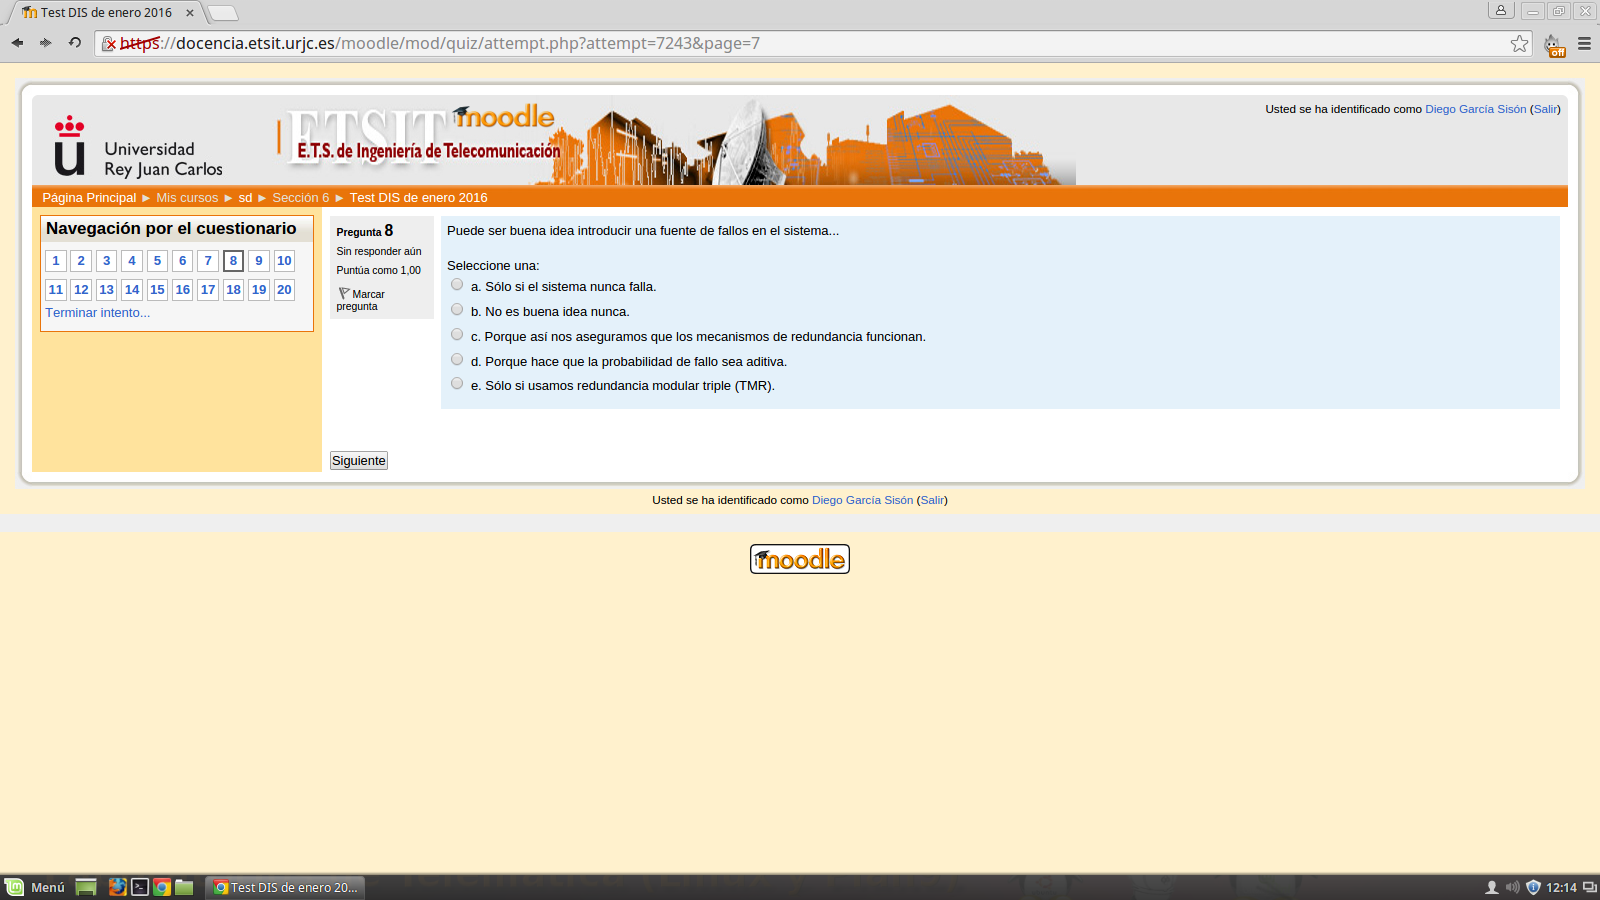 Test DIS de enero 2016
https://docencia.etsit.urjc.es/moodle/mod/quiz/attempt.php?attempt=7243&page=7
off
Universidad
Rey Juan Carlos
ETSIT moodle
E.T.S. de Ingeniería de Telecomunicación
Usted se ha identificado como Diego García Sisón (Salir)
Página Principal ► Mis cursos ► sd ► Sección 6 ► Test DIS de enero 2016
Navegación por el cuestionario
1 2 3 4 5 6 7 8 9 10
11 12 13 14 15 16 17 18 19 20
Terminar intento...
Pregunta 8
Sin responder aún
Puntúa como 1,00
Marcar
pregunta
Puede ser buena idea introducir una fuente de fallos en el sistema...
Seleccione una:
a. Sólo si el sistema nunca falla.
b. No es buena idea nunca.
c. Porque así nos aseguramos que los mecanismos de redundancia funcionan.
d. Porque hace que la probabilidad de fallo sea aditiva.
e. Sólo si usamos redundancia modular triple (TMR).
Siguiente
Usted se ha identificado como Diego García Sisón (Salir)
moodle
Menú
Test DIS de enero 20...
12:14